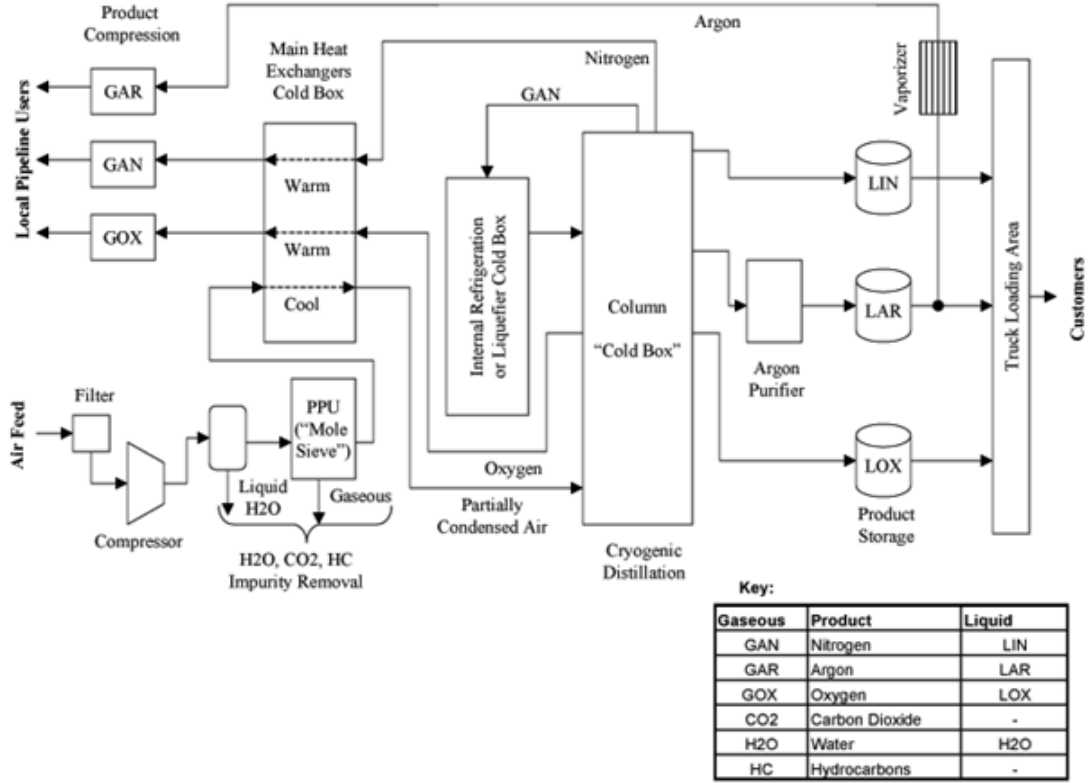 Product
Compression
Argon
Main Heat
Exchangers
Cold Box
Nitrogen
Vaporizer
GAR
GAN
Local Pipeline Users
GAN
Warm
LIN
GOX
Warm
Internal Refrigeration
or Liquefier Cold Box
Cool
Column
"Cold Box"
LAR
Argon
Purifier
Truck Loading Area
Customers
Air Feed
Filter
PPU
("Mole
Sieve")
Compressor
Liquid
H2O
Gaseous
Oxygen
Partially
Condensed Air
LOX
Product
Storage
H2O, CO2, HC
Impurity Removal
Cryogenic
Distillation
Key:
Gaseous Product Liquid
GAN Nitrogen LIN
GAR Argon LAR
GOX Oxygen LOX
CO2 Carbon Dioxide -
H2O Water H2O
HC Hydrocarbons -